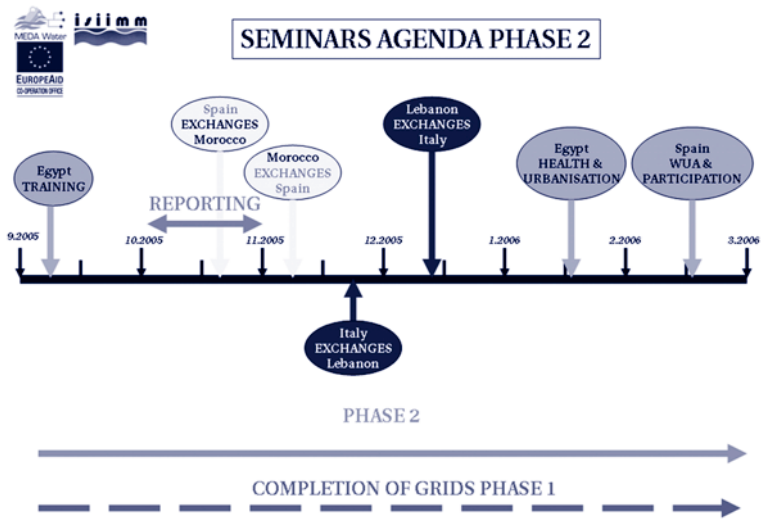 MEDA Water
isiimm
EUROPEAID
CO-OPERATION OFFICE
SEMINARS AGENDA PHASE 2
Spain
EXCHANGES
Morocco
Lebanon
EXCHANGES
Italy
Egypt
TRAINING
Morocco
EXCHANGES
Spain
Egypt
HEALTH &
URBANISATION
Spain
WUA &
PARTICIPATION
REPORTING
9.2005
10.2005
11.2005
12.2005
1.2006
2.2006
3.2006
Italy
EXCHANGES
Lebanon
PHASE 2
COMPLETION OF GRIDS PHASE 1